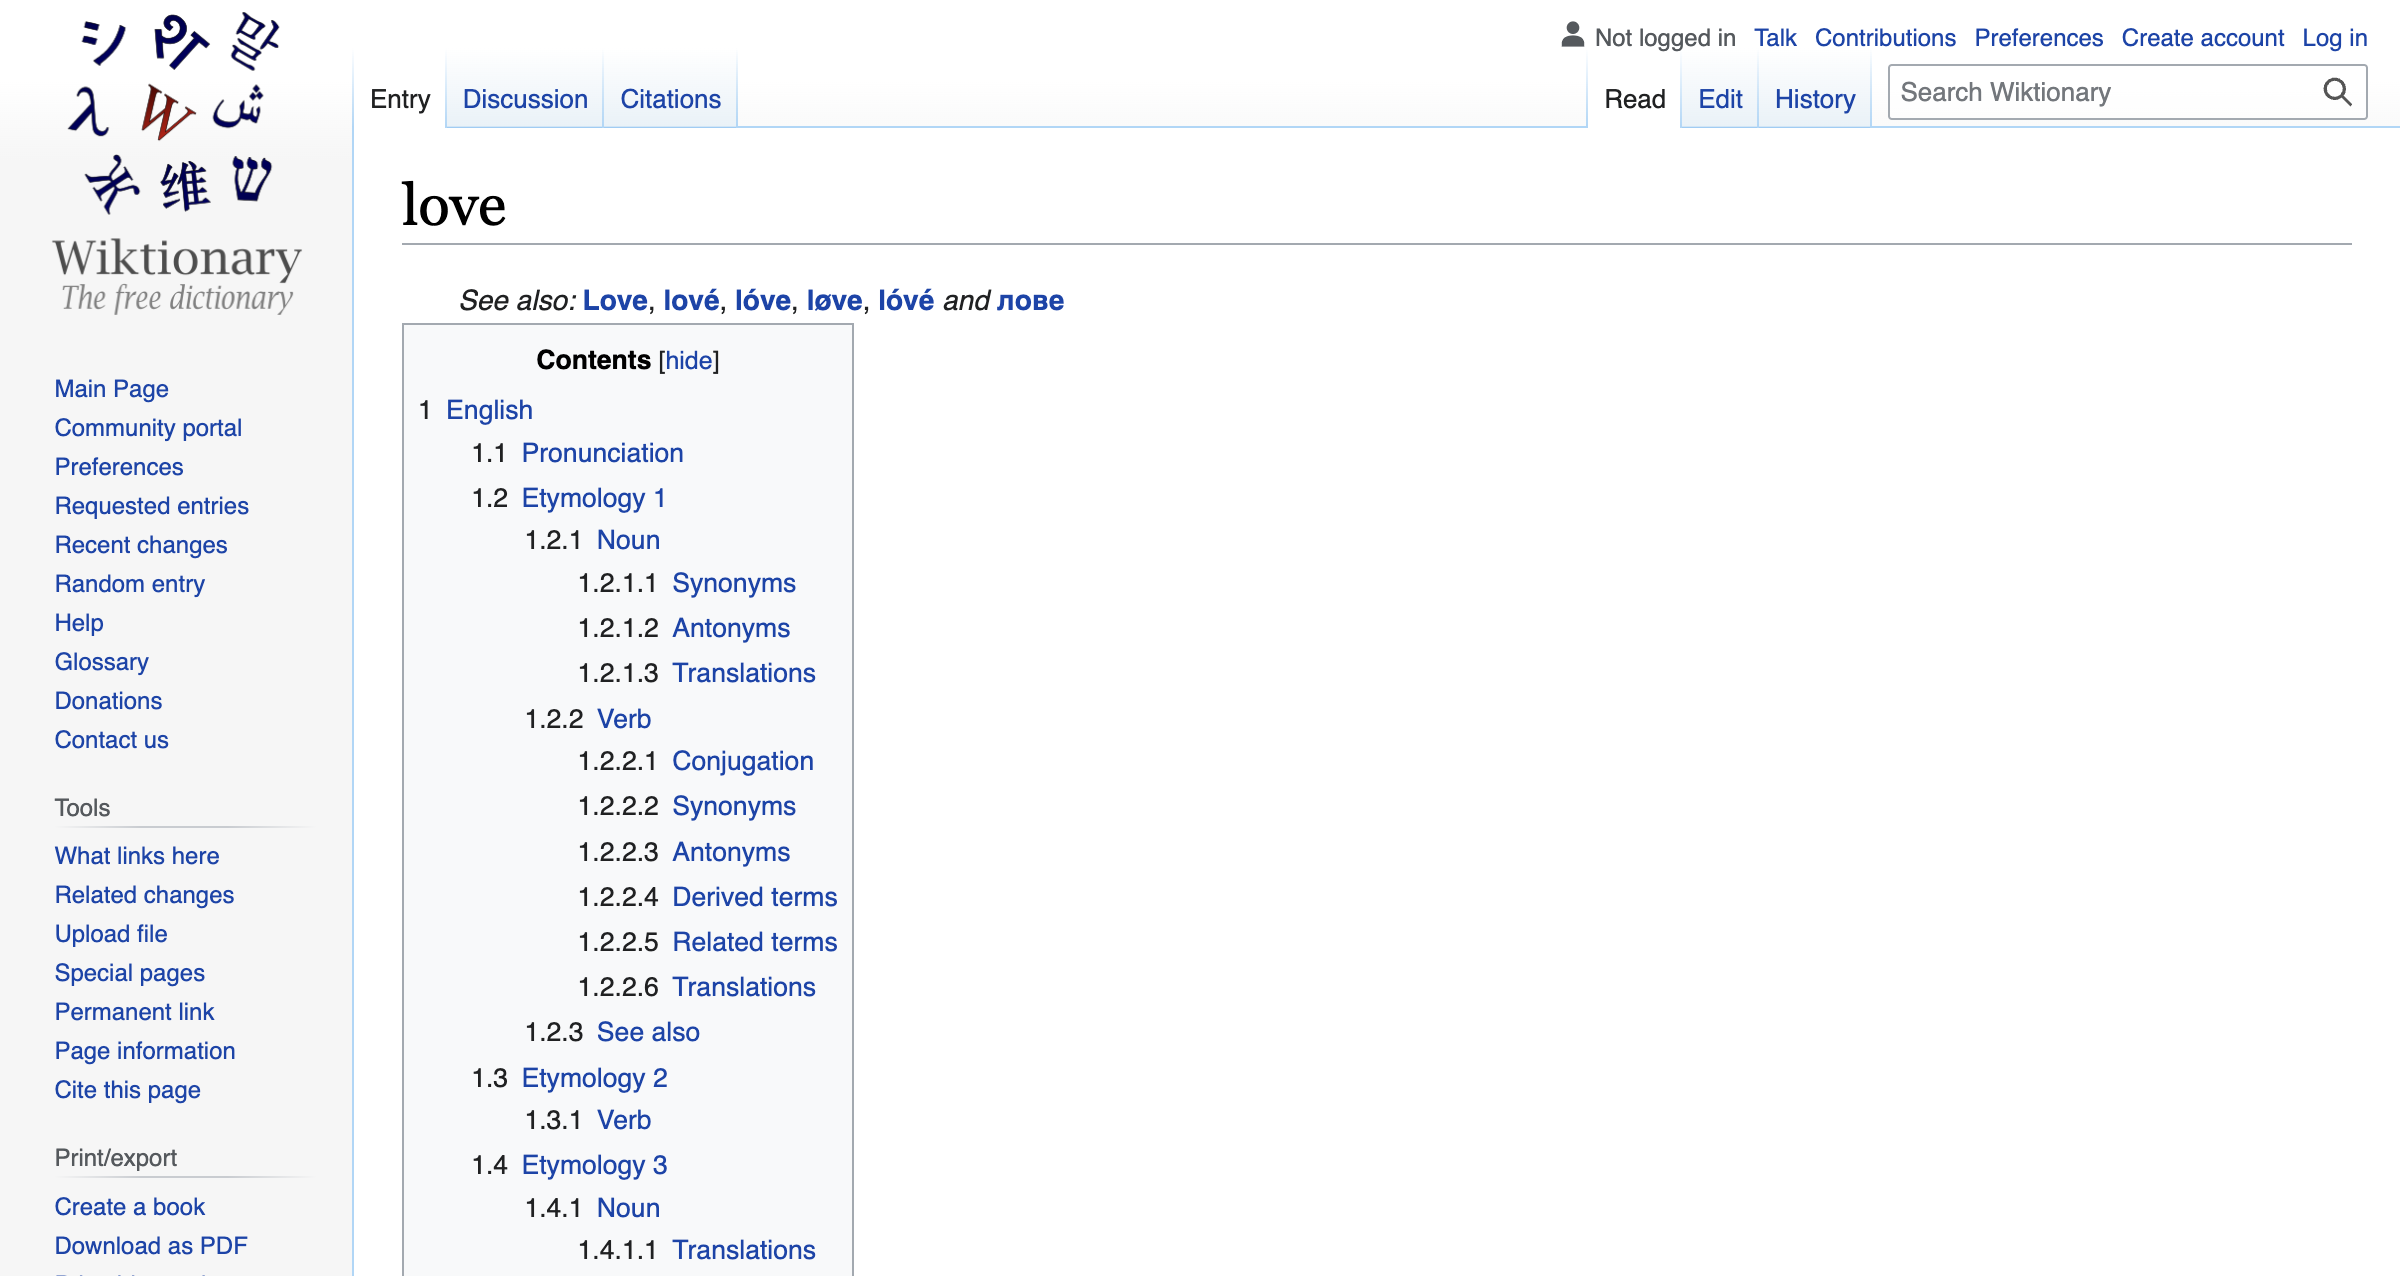 シ 말
λ W ش
维 ש
Wiktionary
The free dictionary
Not logged in Talk Contributions Preferences Create account Log in
Entry Discussion Citations Read Edit History Search Wiktionary
love
See also: Love, lové, lóve, løve, lóvé and лове
Contents [hide]
1 English
1.1 Pronunciation
1.2 Etymology 1
1.2.1 Noun
1.2.1.1 Synonyms
1.2.1.2 Antonyms
1.2.1.3 Translations
1.2.2 Verb
1.2.2.1 Conjugation
1.2.2.2 Synonyms
1.2.2.3 Antonyms
1.2.2.4 Derived terms
1.2.2.5 Related terms
1.2.2.6 Translations
1.2.3 See also
1.3 Etymology 2
1.3.1 Verb
1.4 Etymology 3
1.4.1 Noun
1.4.1.1 Translations
Main Page
Community portal
Preferences
Requested entries
Recent changes
Random entry
Help
Glossary
Donations
Contact us
Tools
What links here
Related changes
Upload file
Special pages
Permanent link
Page information
Cite this page
Print/export
Create a book
Download as PDF